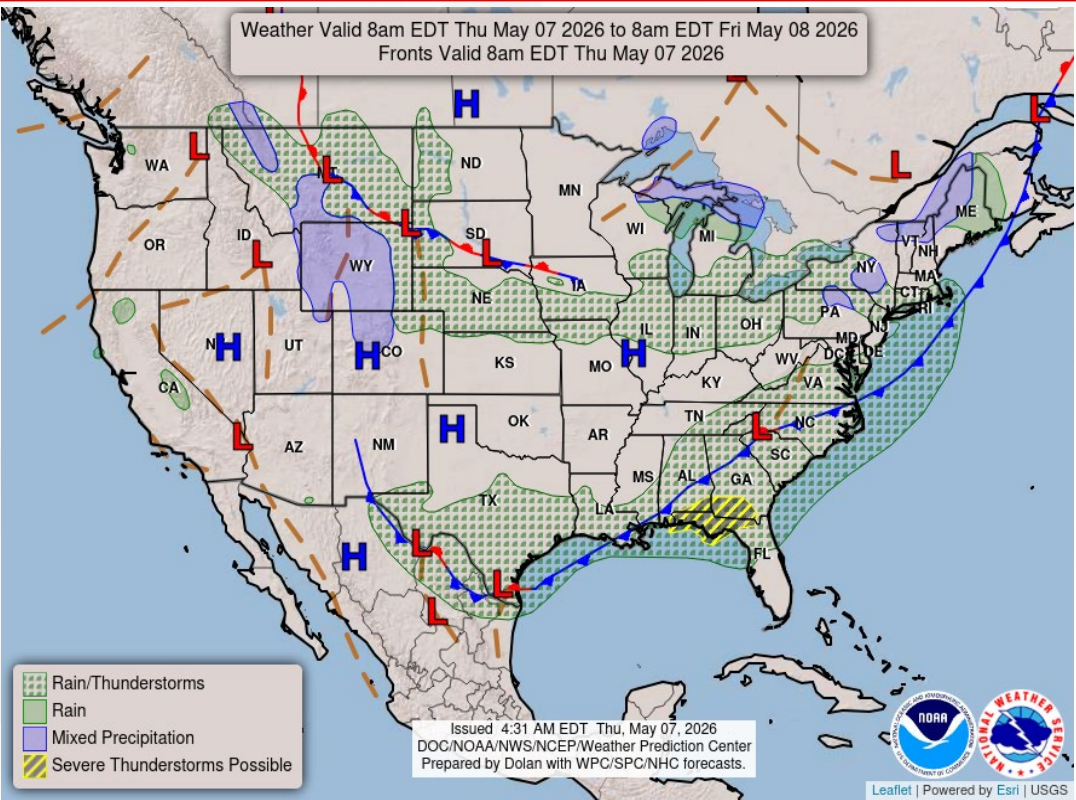 Weather Valid 8am EDT Thu May 07 2026 to 8am EDT Fri May 08 2026
Fronts Valid 8am EDT Thu May 07 2026
H
L
L
WA
L
ND
MN
ME
L
OR
ID
L
SD
L
WI
MI
VT
NH
L
WY
NE
IA
NY
MA
CT
RI
H
UT
H
CO
KS
MO
H
IL
IN
OH
PA
NJ
MD
DC
DE
WV
VA
KY
CA
L
AZ
NM
H
OK
AR
TN
L
NC
SC
MS
AL
GA
TX
LA
FL
H
L
L
L
Rain/Thunderstorms
Rain
Mixed Precipitation
Severe Thunderstorms Possible
Issued 4:31 AM EDT Thu, May 07, 2026
DOC/NOAA/NWS/NCEP/Weather Prediction Center
Prepared by Dolan with WPC/SPC/NHC forecasts.
NOAA
NATIONAL WEATHER SERVICE
Leaflet | Powered by Esri | USGS